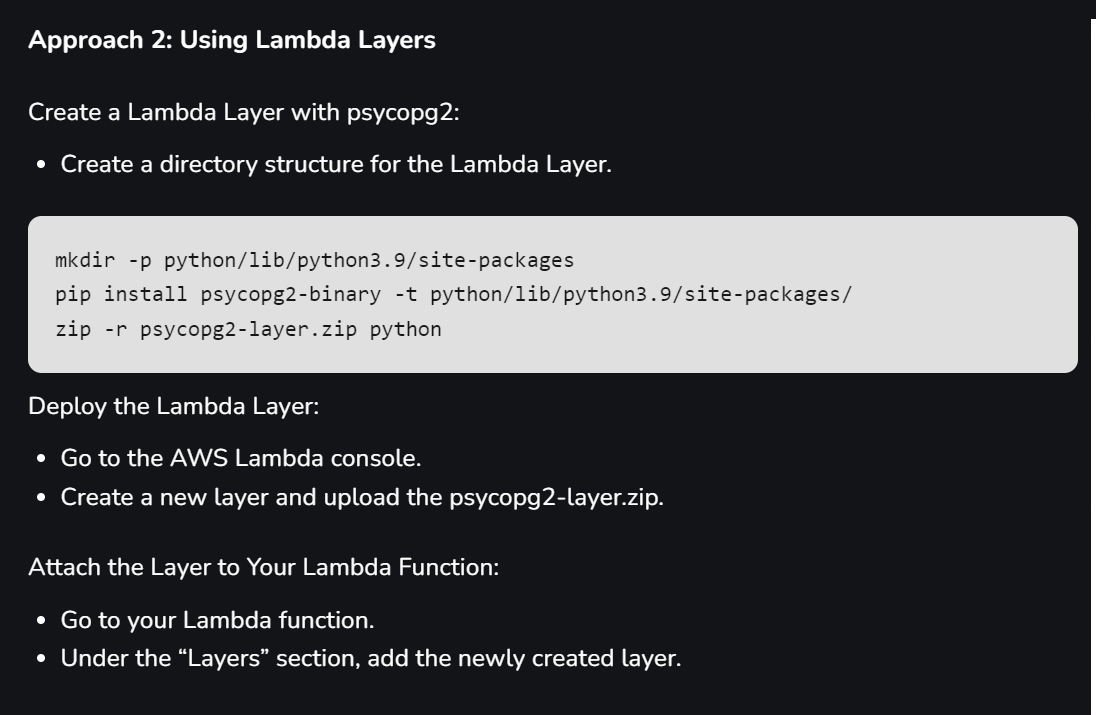 Approach 2: Using Lambda Layers
Create a Lambda Layer with psycopg2:
• Create a directory structure for the Lambda Layer.
mkdir -p python/lib/python3.9/site-packages
pip install psycopg2-binary -t python/lib/python3.9/site-packages/
zip -r psycopg2-layer.zip python
Deploy the Lambda Layer:
• Go to the AWS Lambda console.
• Create a new layer and upload the psycopg2-layer.zip.
Attach the Layer to Your Lambda Function:
• Go to your Lambda function.
• Under the “Layers” section, add the newly created layer.